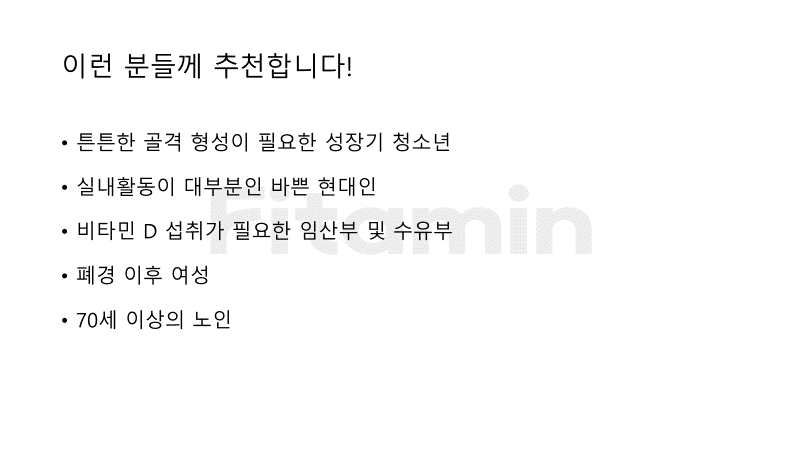 이런 분들께 추천합니다!
• 튼튼한 골격 형성이 필요한 성장기 청소년
• 실내활동이 대부분인 바쁜 현대인
• 비타민 D 섭취가 필요한 임산부 및 수유부
• 폐경 이후 여성
• 70세 이상의 노인
Fitamin